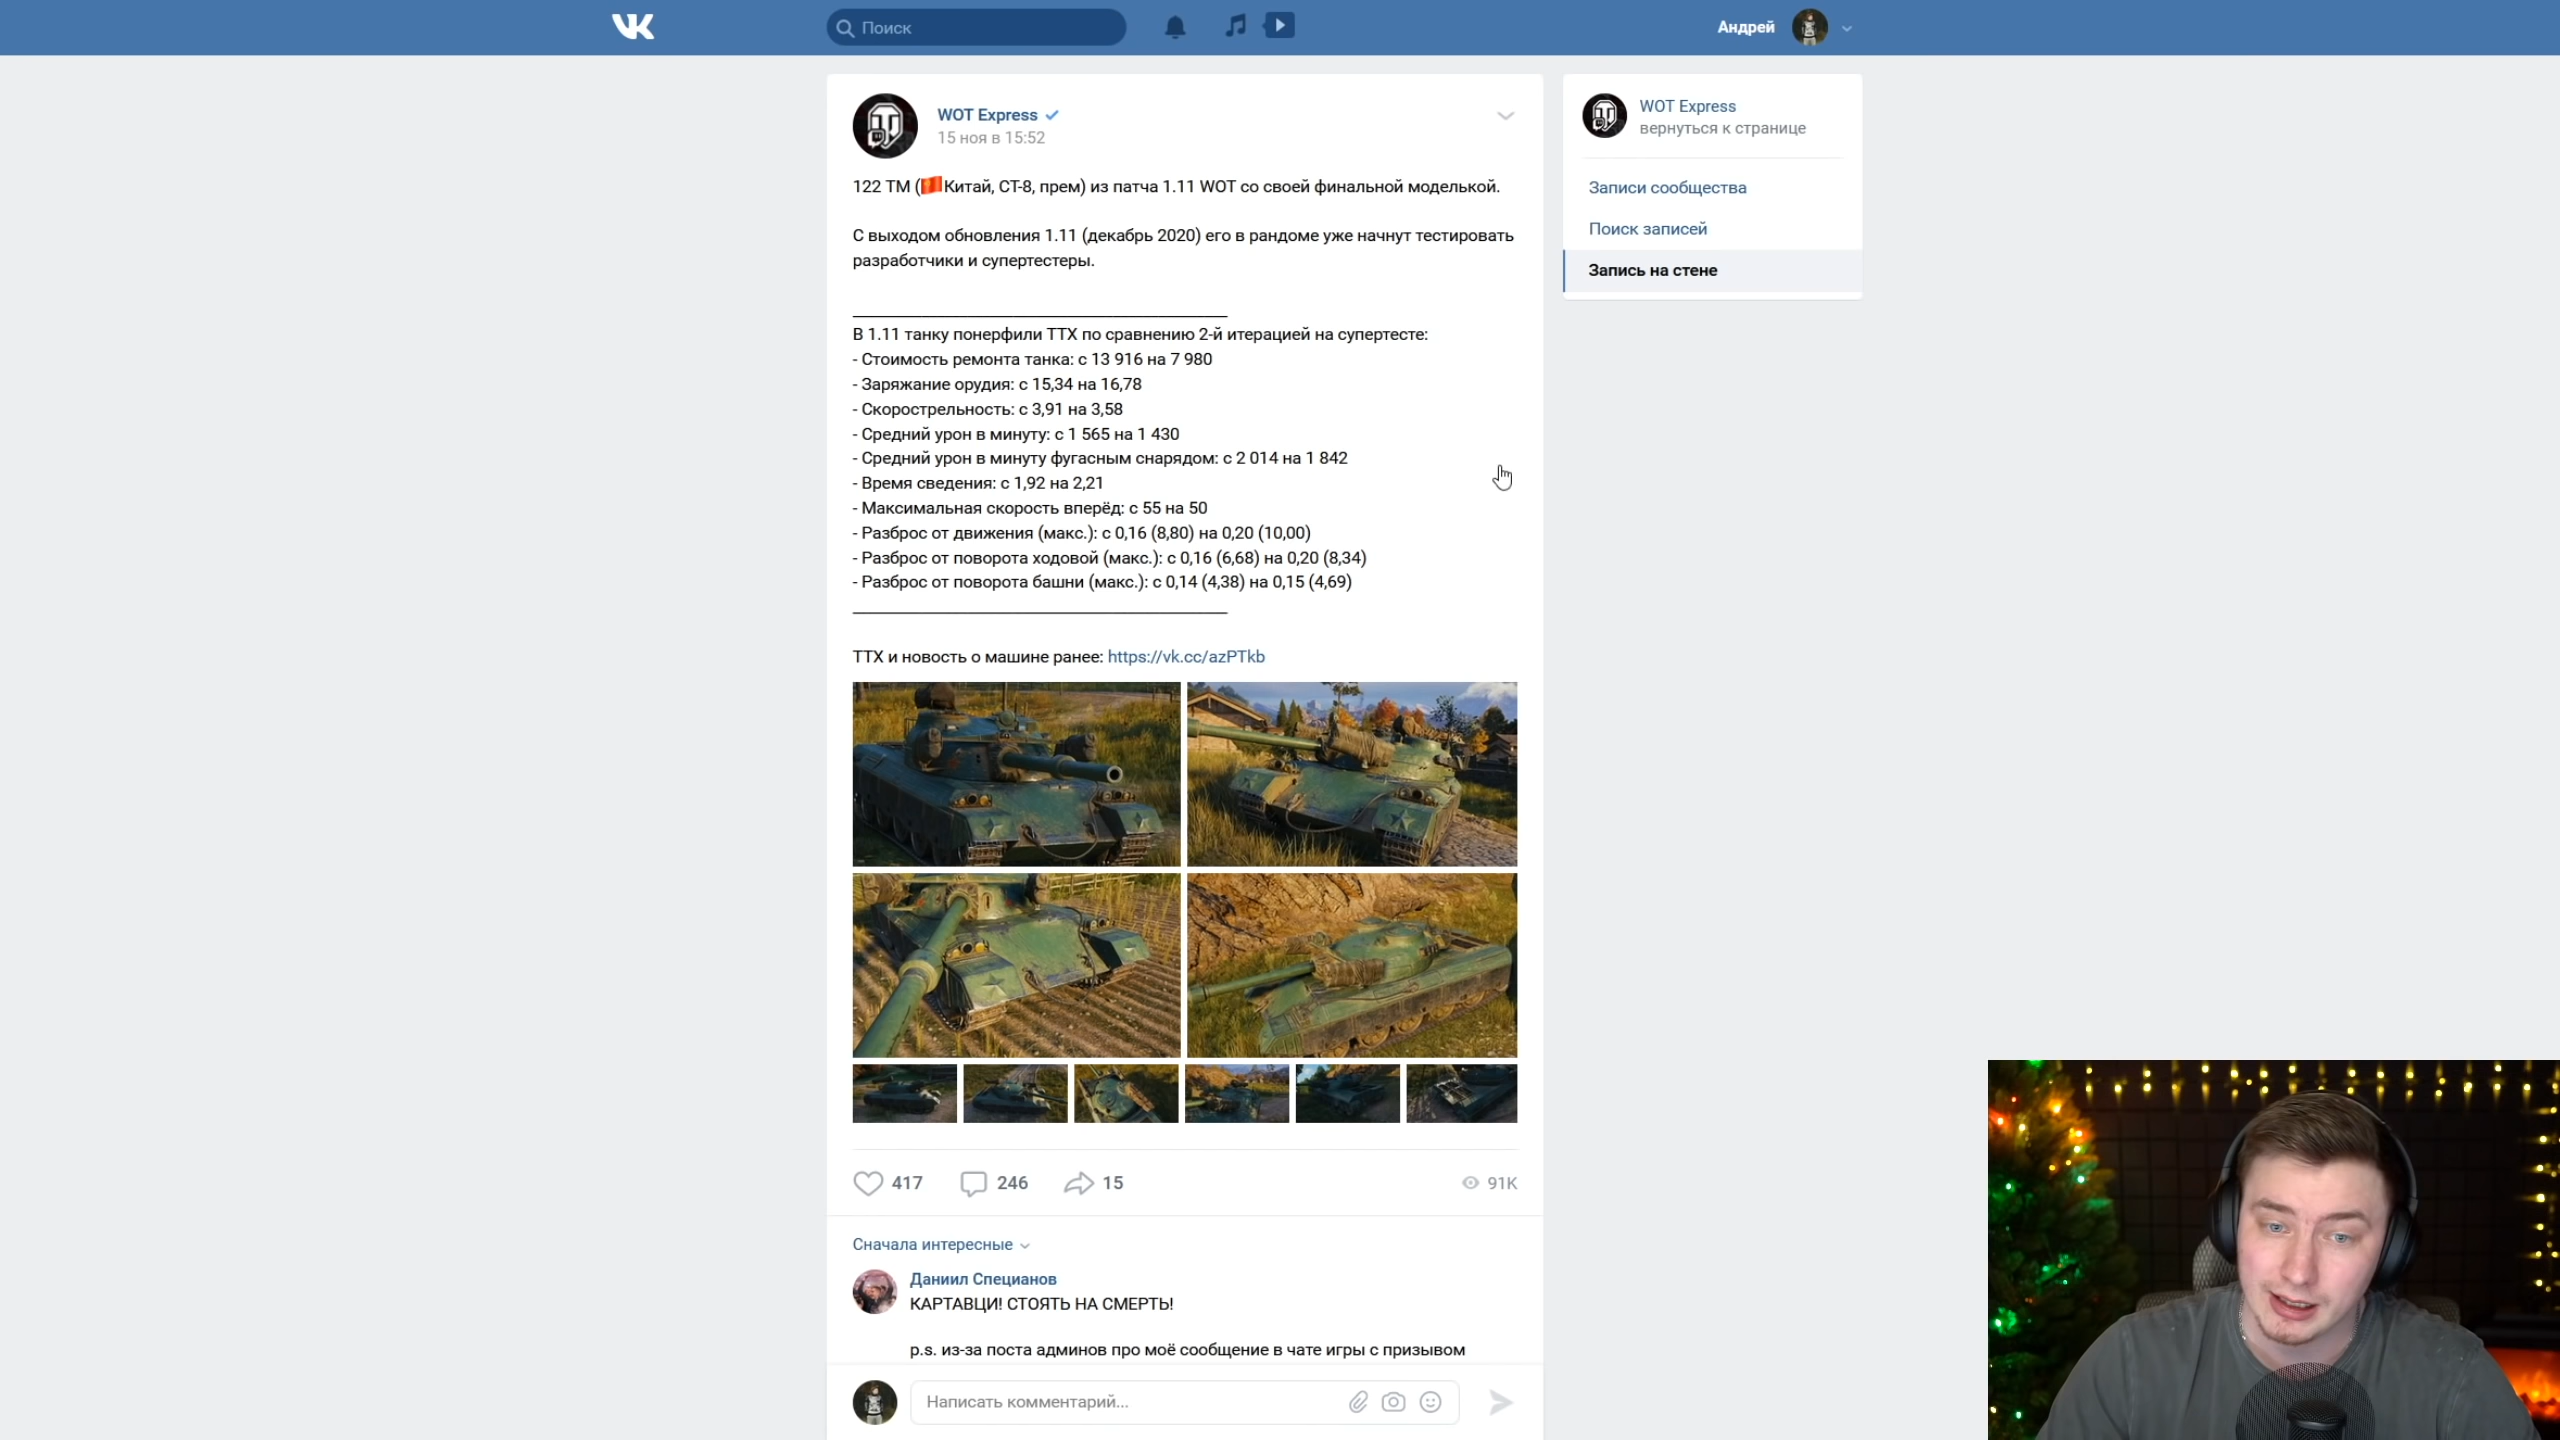 Поиск
Андрей
WOT Express
15 ноя в 15:52
122 TM (🇨🇳Китай, СТ-8, прем) из патча 1.11 WOT со своей финальной моделькой.
С выходом обновления 1.11 (декабрь 2020) его в рандоме уже начнут тестировать
разработчики и супертестеры.
В 1.11 танку понерфили ТТХ по сравнению 2-й итерацией на супертесте:
- Стоимость ремонта танка: с 13 916 на 7 980
- Заряжание орудия: с 15,34 на 16,78
- Скорострельность: с 3,91 на 3,58
- Средний урон в минуту: с 1 565 на 1 430
- Средний урон в минуту фугасным снарядом: с 2 014 на 1 842
- Время сведения: с 1,92 на 2,21
- Максимальная скорость вперёд: с 55 на 50
- Разброс от движения (макс.): с 0,16 (8,80) на 0,20 (10,00)
- Разброс от поворота ходовой (макс.): с 0,16 (6,68) на 0,20 (8,34)
- Разброс от поворота башни (макс.): с 0,14 (4,38) на 0,15 (4,69)
ТТХ и новость о машине ранее: https://vk.cc/azPTkb
417 246 15 91K
Сначала интересные
Даниил Специанов
КАРТАВЦИ! СТОЯТЬ НА СМЕРТЬ!
p.s. из-за поста админов про моё сообщение в чате игры с призывом
Написать комментарий...
WOT Express
вернуться к странице
Записи сообщества
Поиск записей
Запись на стене